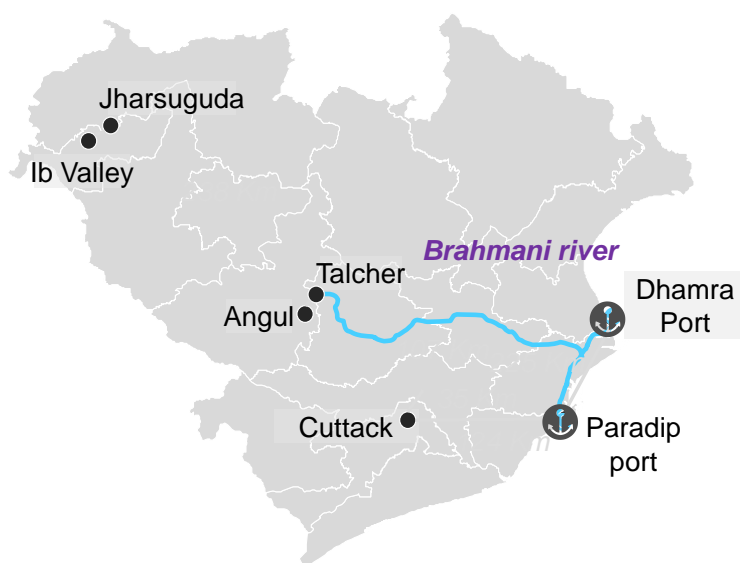 Jharsuguda
Ib Valley
Brahmani river
Talcher
Dhamra
Port
Angul
Cuttack
Paradip
port